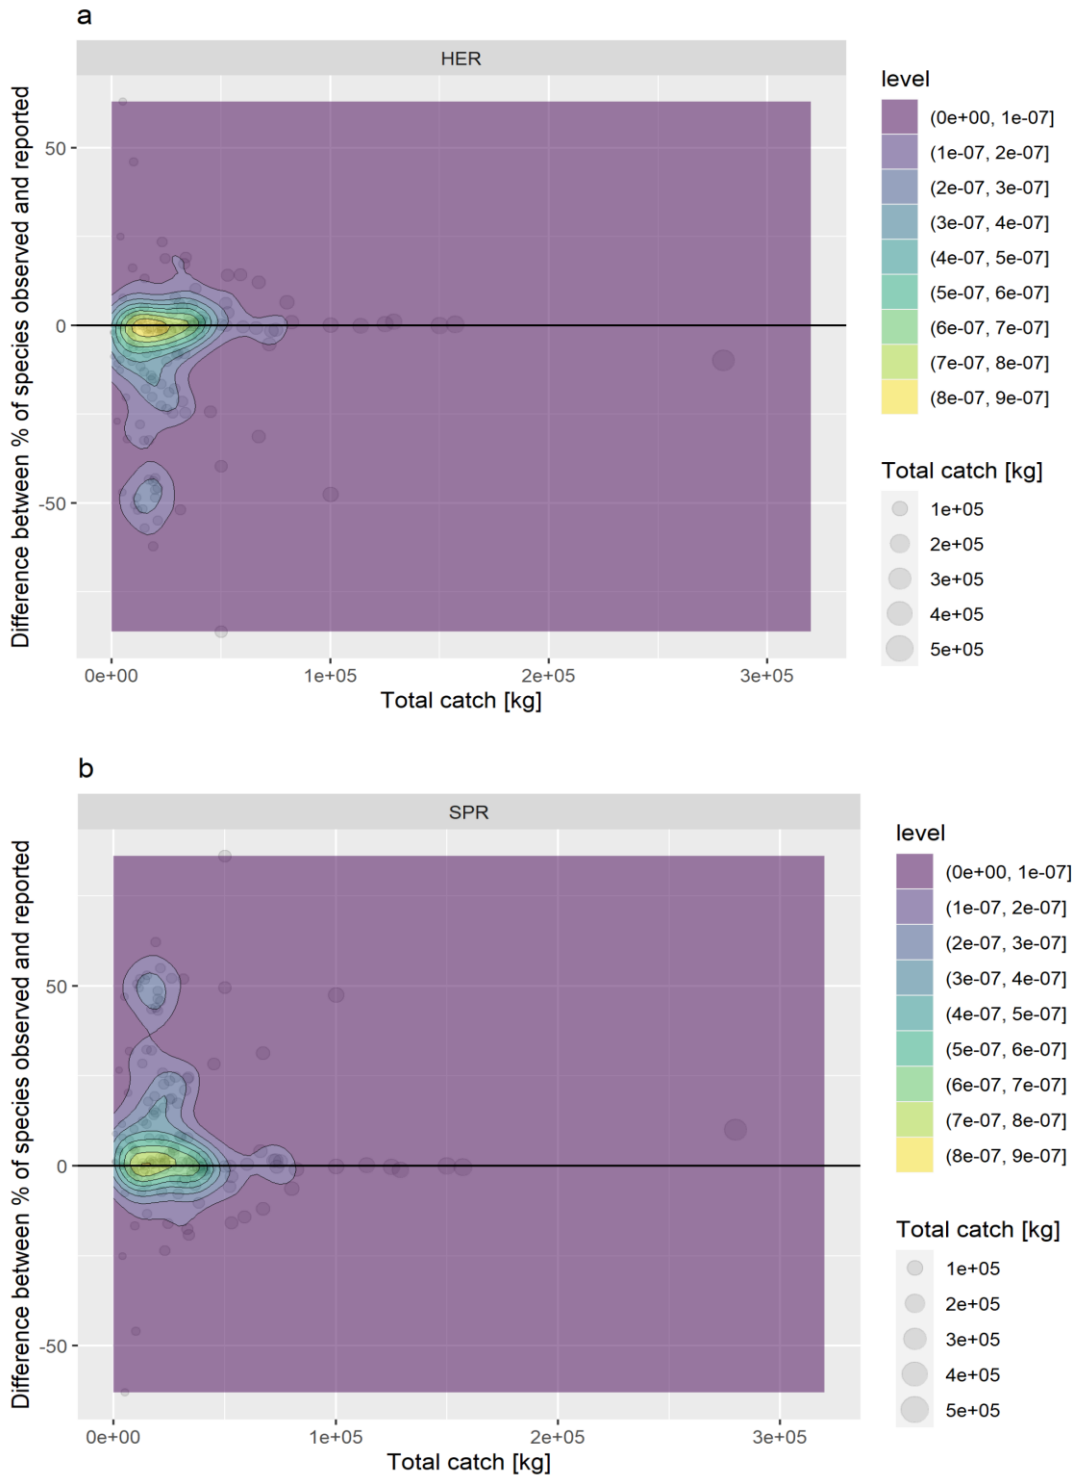 a
HER
Difference between % of species observed and reported
50
0
-50
0e+00
1e+05
2e+05
3e+05
Total catch [kg]
level
(0e+00, 1e-07]
(1e-07, 2e-07]
(2e-07, 3e-07]
(3e-07, 4e-07]
(4e-07, 5e-07]
(5e-07, 6e-07]
(6e-07, 7e-07]
(7e-07, 8e-07]
(8e-07, 9e-07]
Total catch [kg]
1e+05
2e+05
3e+05
4e+05
5e+05
b
SPR
Difference between % of species observed and reported
50
0
-50
0e+00
1e+05
2e+05
3e+05
Total catch [kg]
level
(0e+00, 1e-07]
(1e-07, 2e-07]
(2e-07, 3e-07]
(3e-07, 4e-07]
(4e-07, 5e-07]
(5e-07, 6e-07]
(6e-07, 7e-07]
(7e-07, 8e-07]
(8e-07, 9e-07]
Total catch [kg]
1e+05
2e+05
3e+05
4e+05
5e+05